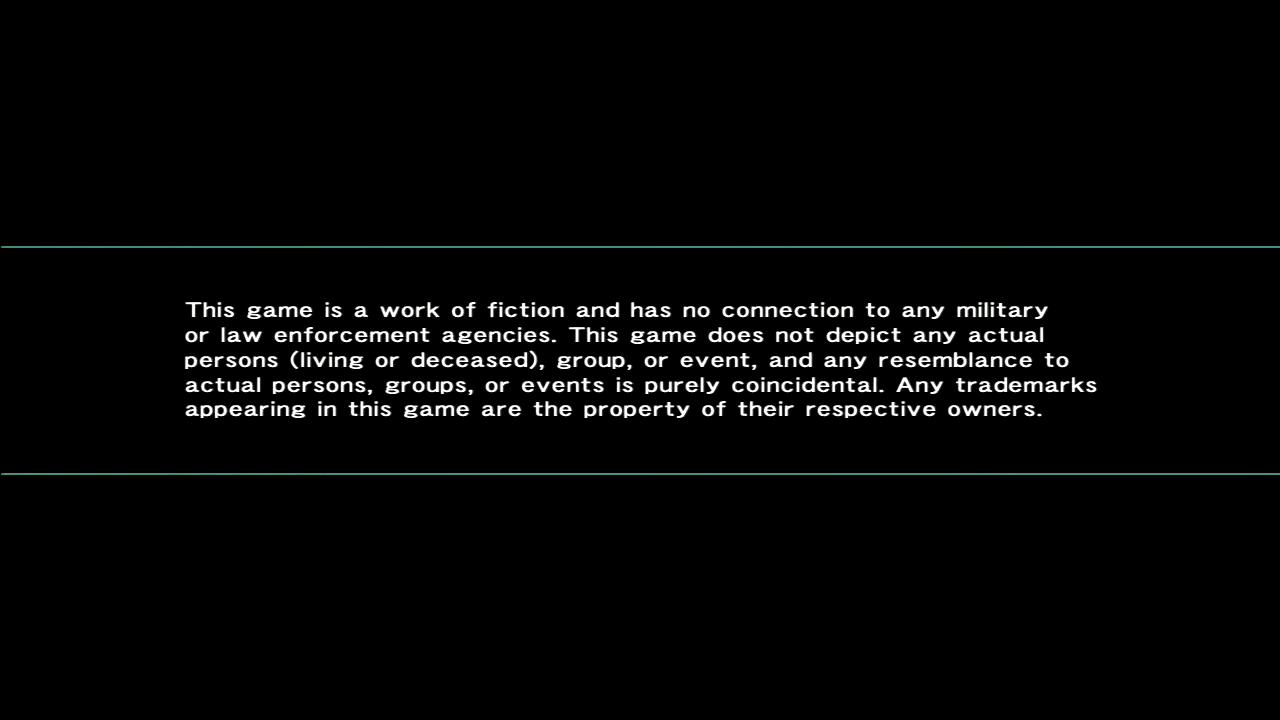 This game is a work of fiction and has no connection to any military
or law enforcement agencies. This game does not depict any actual
persons (living or deceased), group, or event, and any resemblance to
actual persons, groups, or events is purely coincidental. Any trademarks
appearing in this game are the property of their respective owners.